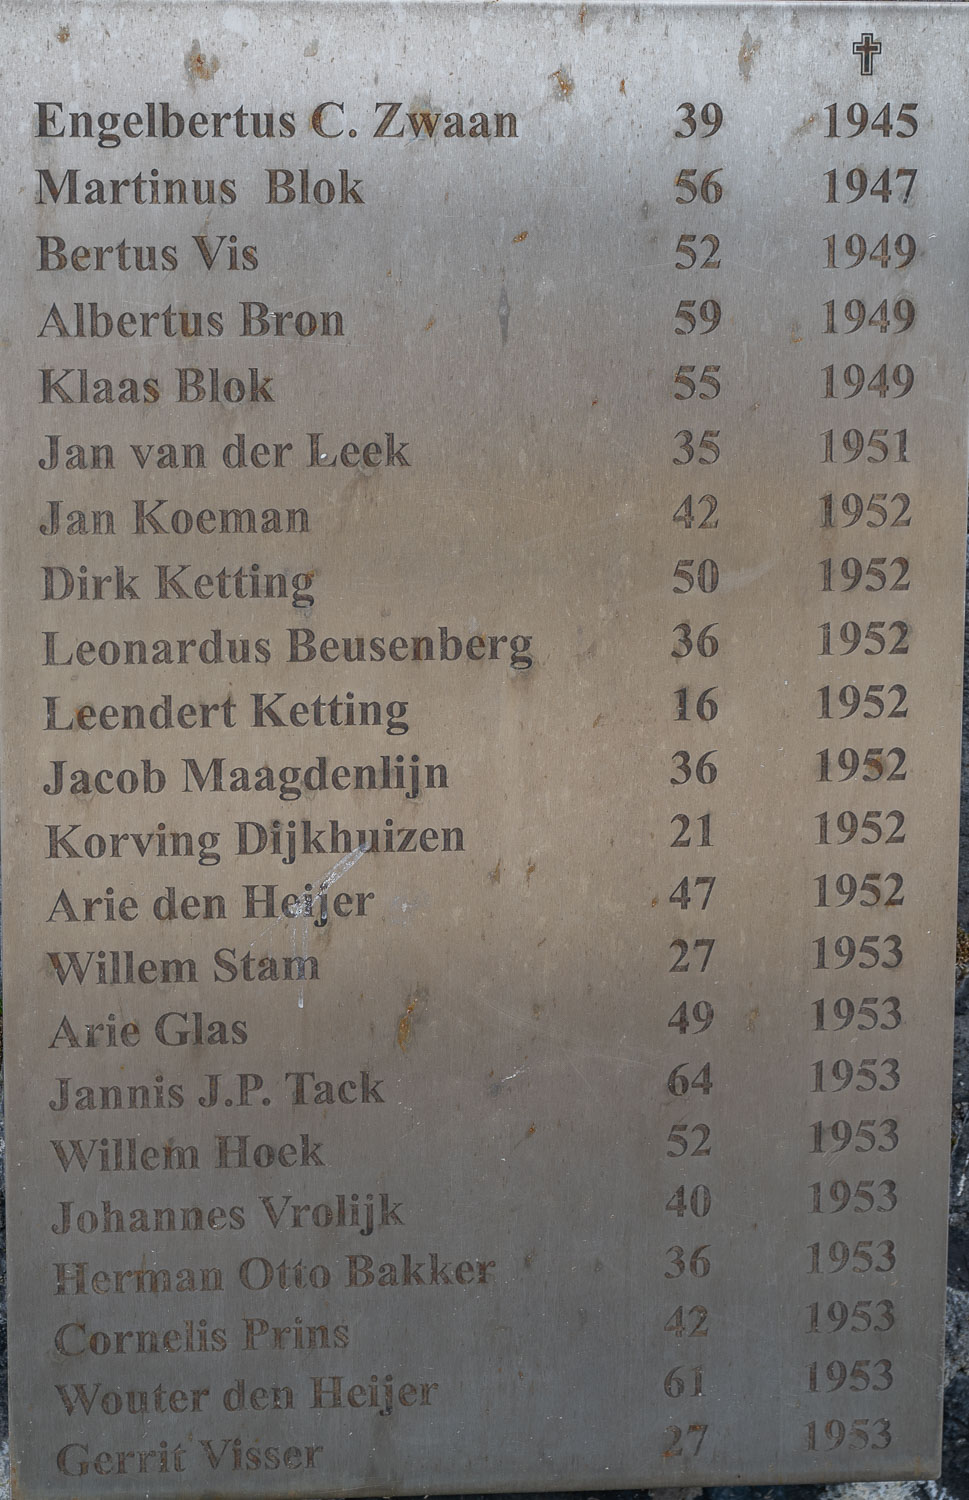 Engelbertus C. Zwaan 39 1945
Martinus Blok 56 1947
Bertus Vis 52 1949
Albertus Bron 59 1949
Klaas Blok 55 1949
Jan van der Leek 35 1951
Jan Koeman 42 1952
Dirk Ketting 50 1952
Leonardus Beusenberg 36 1952
Leendert Ketting 16 1952
Jacob Maagdenlijn 36 1952
Korving Dijkhuizen 21 1952
Arie den Heijer 47 1952
Willem Stam 27 1953
Arie Glas 49 1953
Jannis J.P. Tack 64 1953
Willem Hoek 52 1953
Johannes Vrolijk 40 1953
Herman Otto Bakker 36 1953
Cornelis Prins 42 1953
Wouter den Heijer 61 1953
Gerrit Visser 27 1953